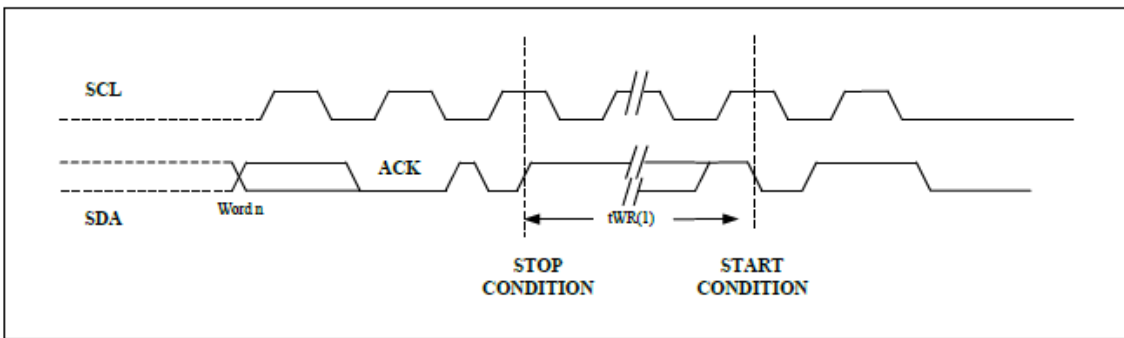 SCL
ACK
Word n
SDA
tWR(1)
STOP
CONDITION
START
CONDITION